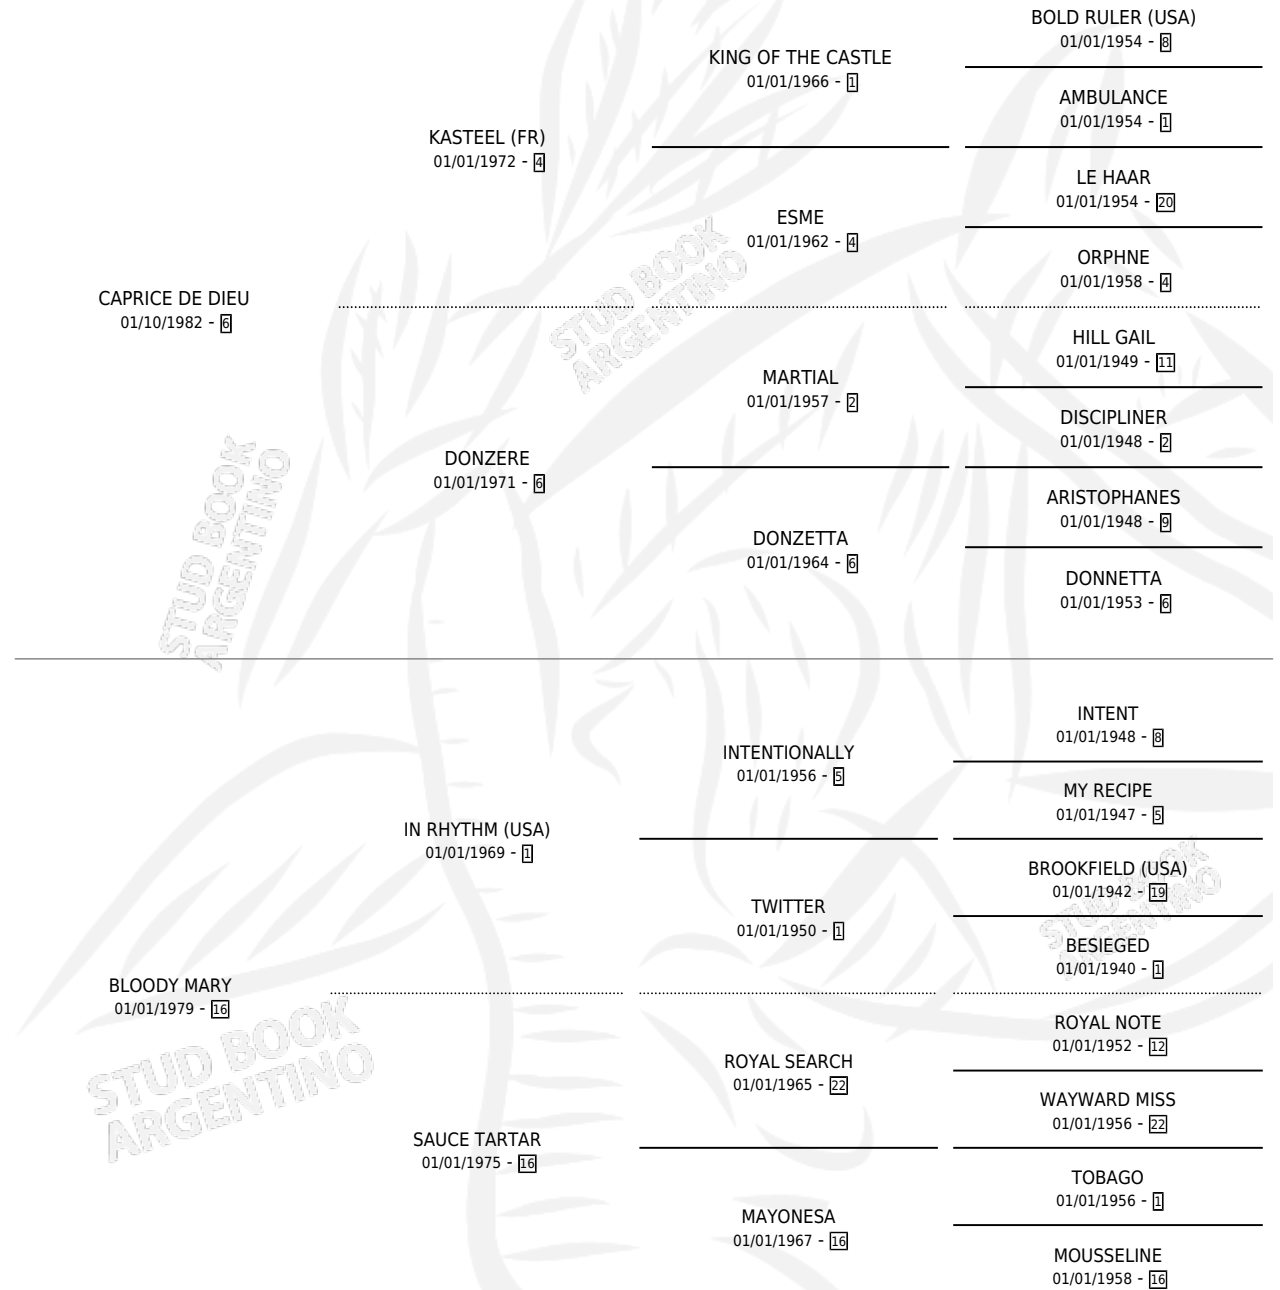 BOLD RULER (USA)
01/01/1954 - 8
KING OF THE CASTLE
01/01/1966 - 1
AMBULANCE
01/01/1954 - 1
KASTEEL (FR)
01/01/1972 - 4
LE HAAR
01/01/1954 - 20
ESME
01/01/1962 - 4
ORPHNE
01/01/1958 - 4
CAPRICE DE DIEU
01/10/1982 - 6
HILL GAIL
01/01/1949 - 11
MARTIAL
01/01/1957 - 2
DISCIPLINER
01/01/1948 - 2
DONZERE
01/01/1971 - 6
ARISTOPHANES
01/01/1948 - 9
DONZETTA
01/01/1964 - 6
DONNETTA
01/01/1953 - 6
INTENT
01/01/1948 - 8
INTENTIONALLY
01/01/1956 - 5
MY RECIPE
01/01/1947 - 5
IN RHYTHM (USA)
01/01/1969 - 1
BROOKFIELD (USA)
01/01/1942 - 19
TWITTER
01/01/1950 - 1
BESIEGED
01/01/1940 - 1
BLOODY MARY
01/01/1979 - 16
ROYAL NOTE
01/01/1952 - 12
ROYAL SEARCH
01/01/1965 - 22
WAYWARD MISS
01/01/1956 - 22
SAUCE TARTAR
01/01/1975 - 16
TOBAGO
01/01/1956 - 1
MAYONESA
01/01/1967 - 16
MOUSSELINE
01/01/1958 - 16
STUD BOOK
ARGENTINO
STUD BOOK
ARGENTINO
STUD BOOK
ARGENTINO
STUD BOOK
ARGENTINO